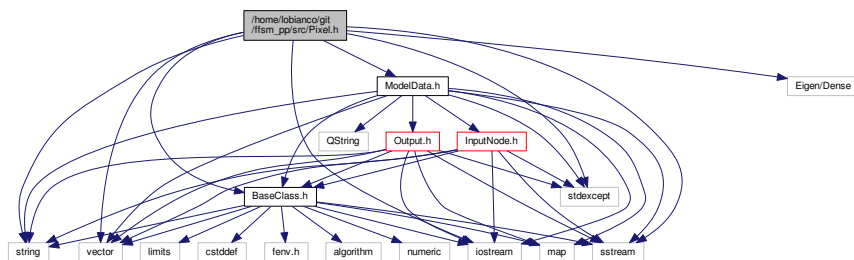 /home/lobianco/git
/ffsm_pp/src/Pixel.h
ModelData.h
Eigen/Dense
QString
Output.h
InputNode.h
stdexcept
BaseClass.h
string
vector
limits
cstddef
fenv.h
algorithm
numeric
iostream
map
sstream